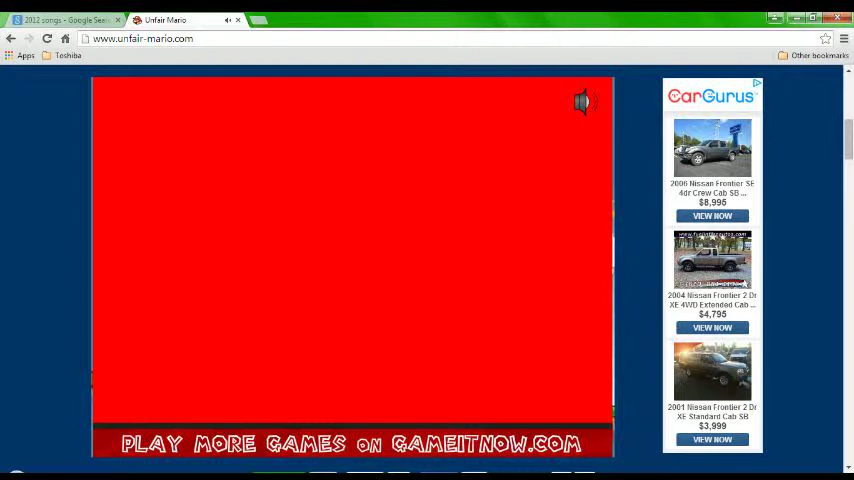 2012 songs - Google Sear
Unfair Mario
www.unfair-mario.com
Apps
Toshiba
Other bookmarks
CarGurus
2006 Nissan Frontier SE
4dr Crew Cab SB ...
$8,995
VIEW NOW
2004 Nissan Frontier 2 Dr
XE 4WD Extended Cab ...
$4,795
VIEW NOW
2001 Nissan Frontier 2 Dr
XE Standard Cab SB
$3,999
VIEW NOW
PLAY MORE GAMES ON GAMEITNOW.COM